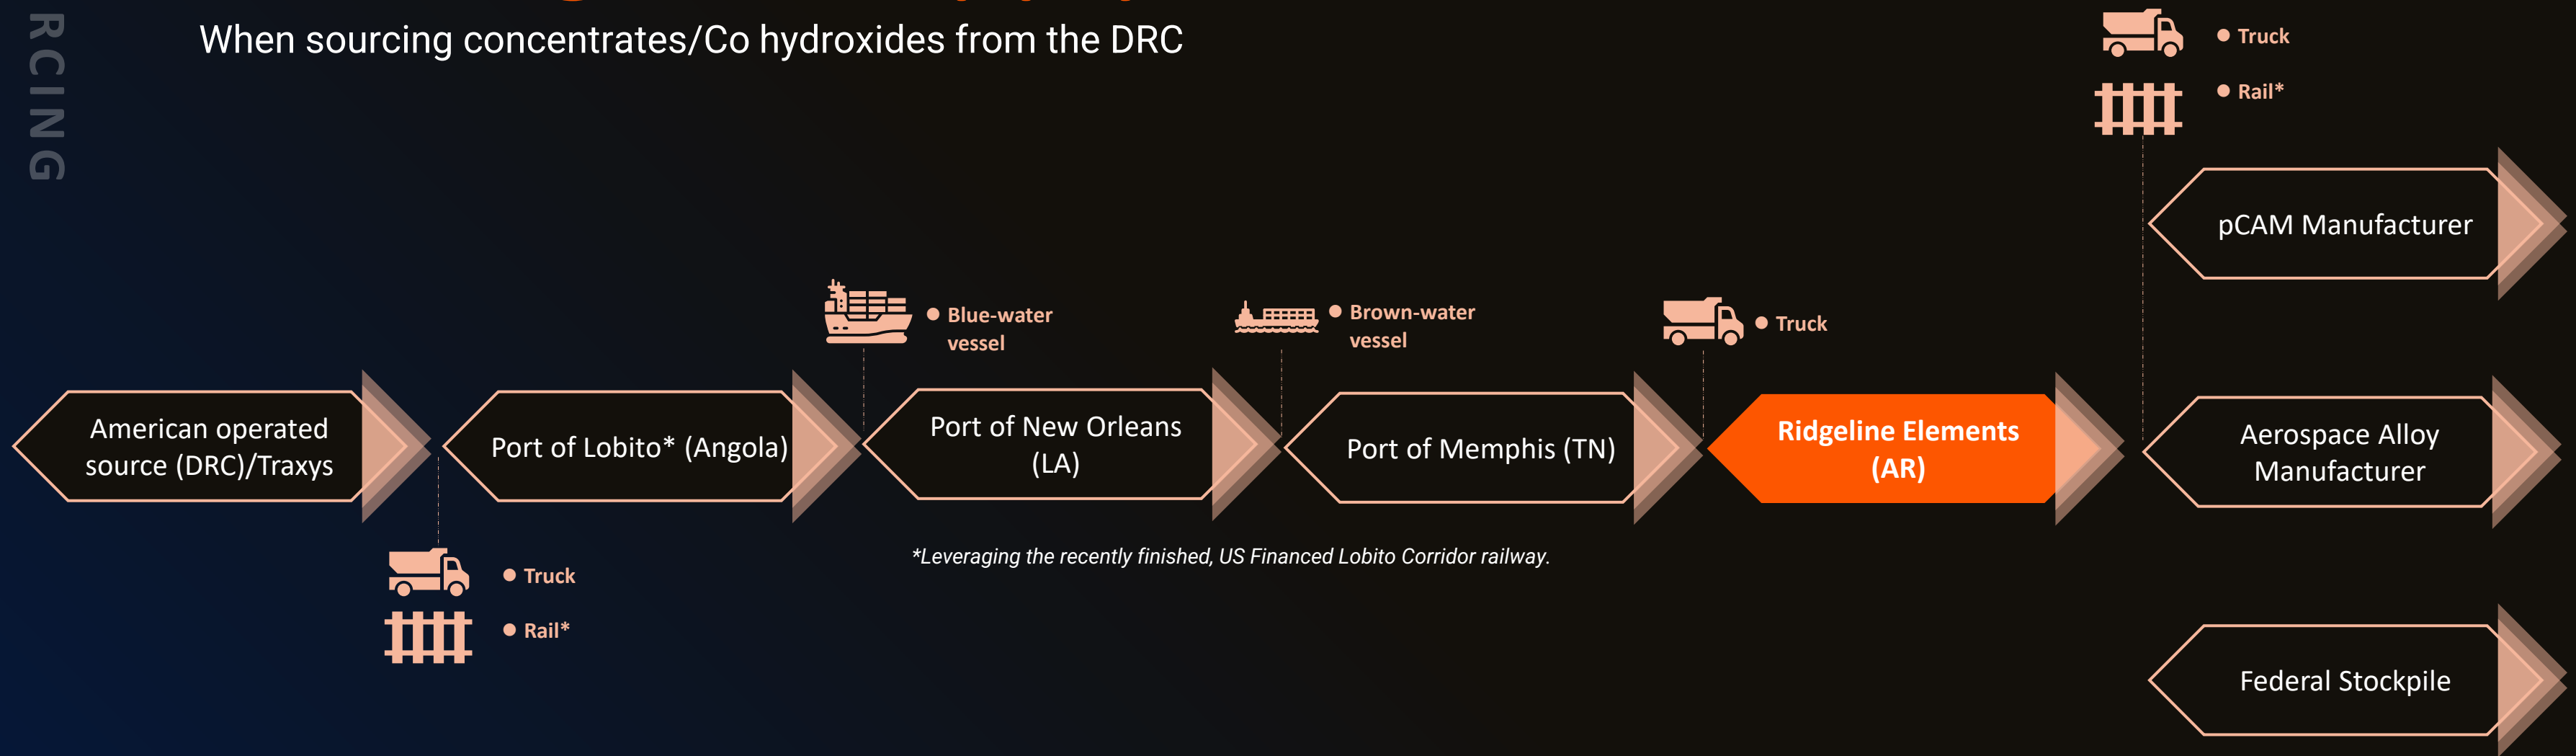 RCING
When sourcing concentrates/Co hydroxides from the DRC
Truck
Rail*
pCAM Manufacturer
Blue-water
vessel
Brown-water
vessel
Truck
American operated
source (DRC)/Traxys
Port of Lobito* (Angola)
Port of New Orleans
(LA)
Port of Memphis (TN)
Ridgeline Elements
(AR)
Aerospace Alloy
Manufacturer
*Leveraging the recently finished, US Financed Lobito Corridor railway.
Truck
Rail*
Federal Stockpile